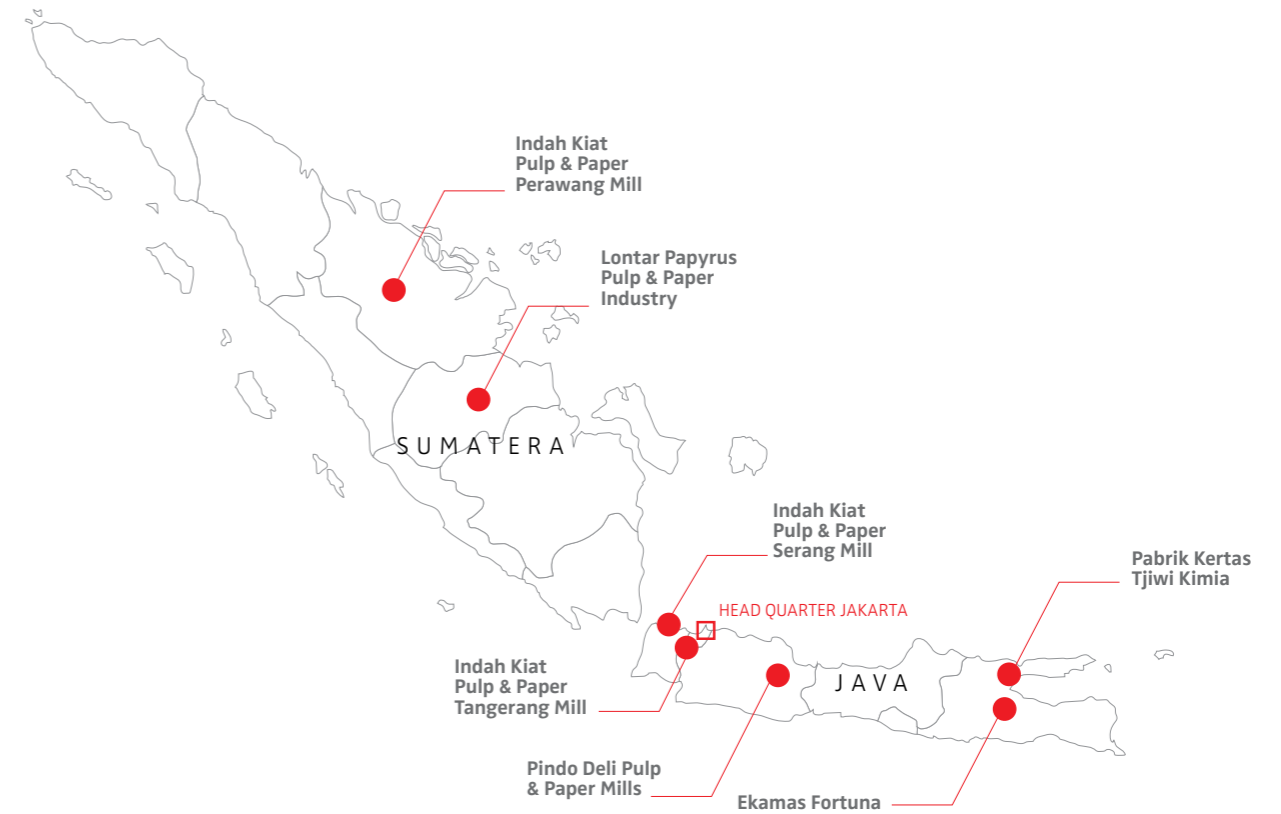 Indah Kiat
Pulp & Paper
Perawang Mill
Lontar Papyrus
Pulp & Paper
Industry
SUMATERA
Indah Kiat
Pulp & Paper
Serang Mill
Pabrik Kertas
Tjiwi Kimia
HEAD QUARTER JAKARTA
Indah Kiat
Pulp & Paper
Tangerang Mill
JAVA
Pindo Deli Pulp
& Paper Mills
Ekamas Fortuna